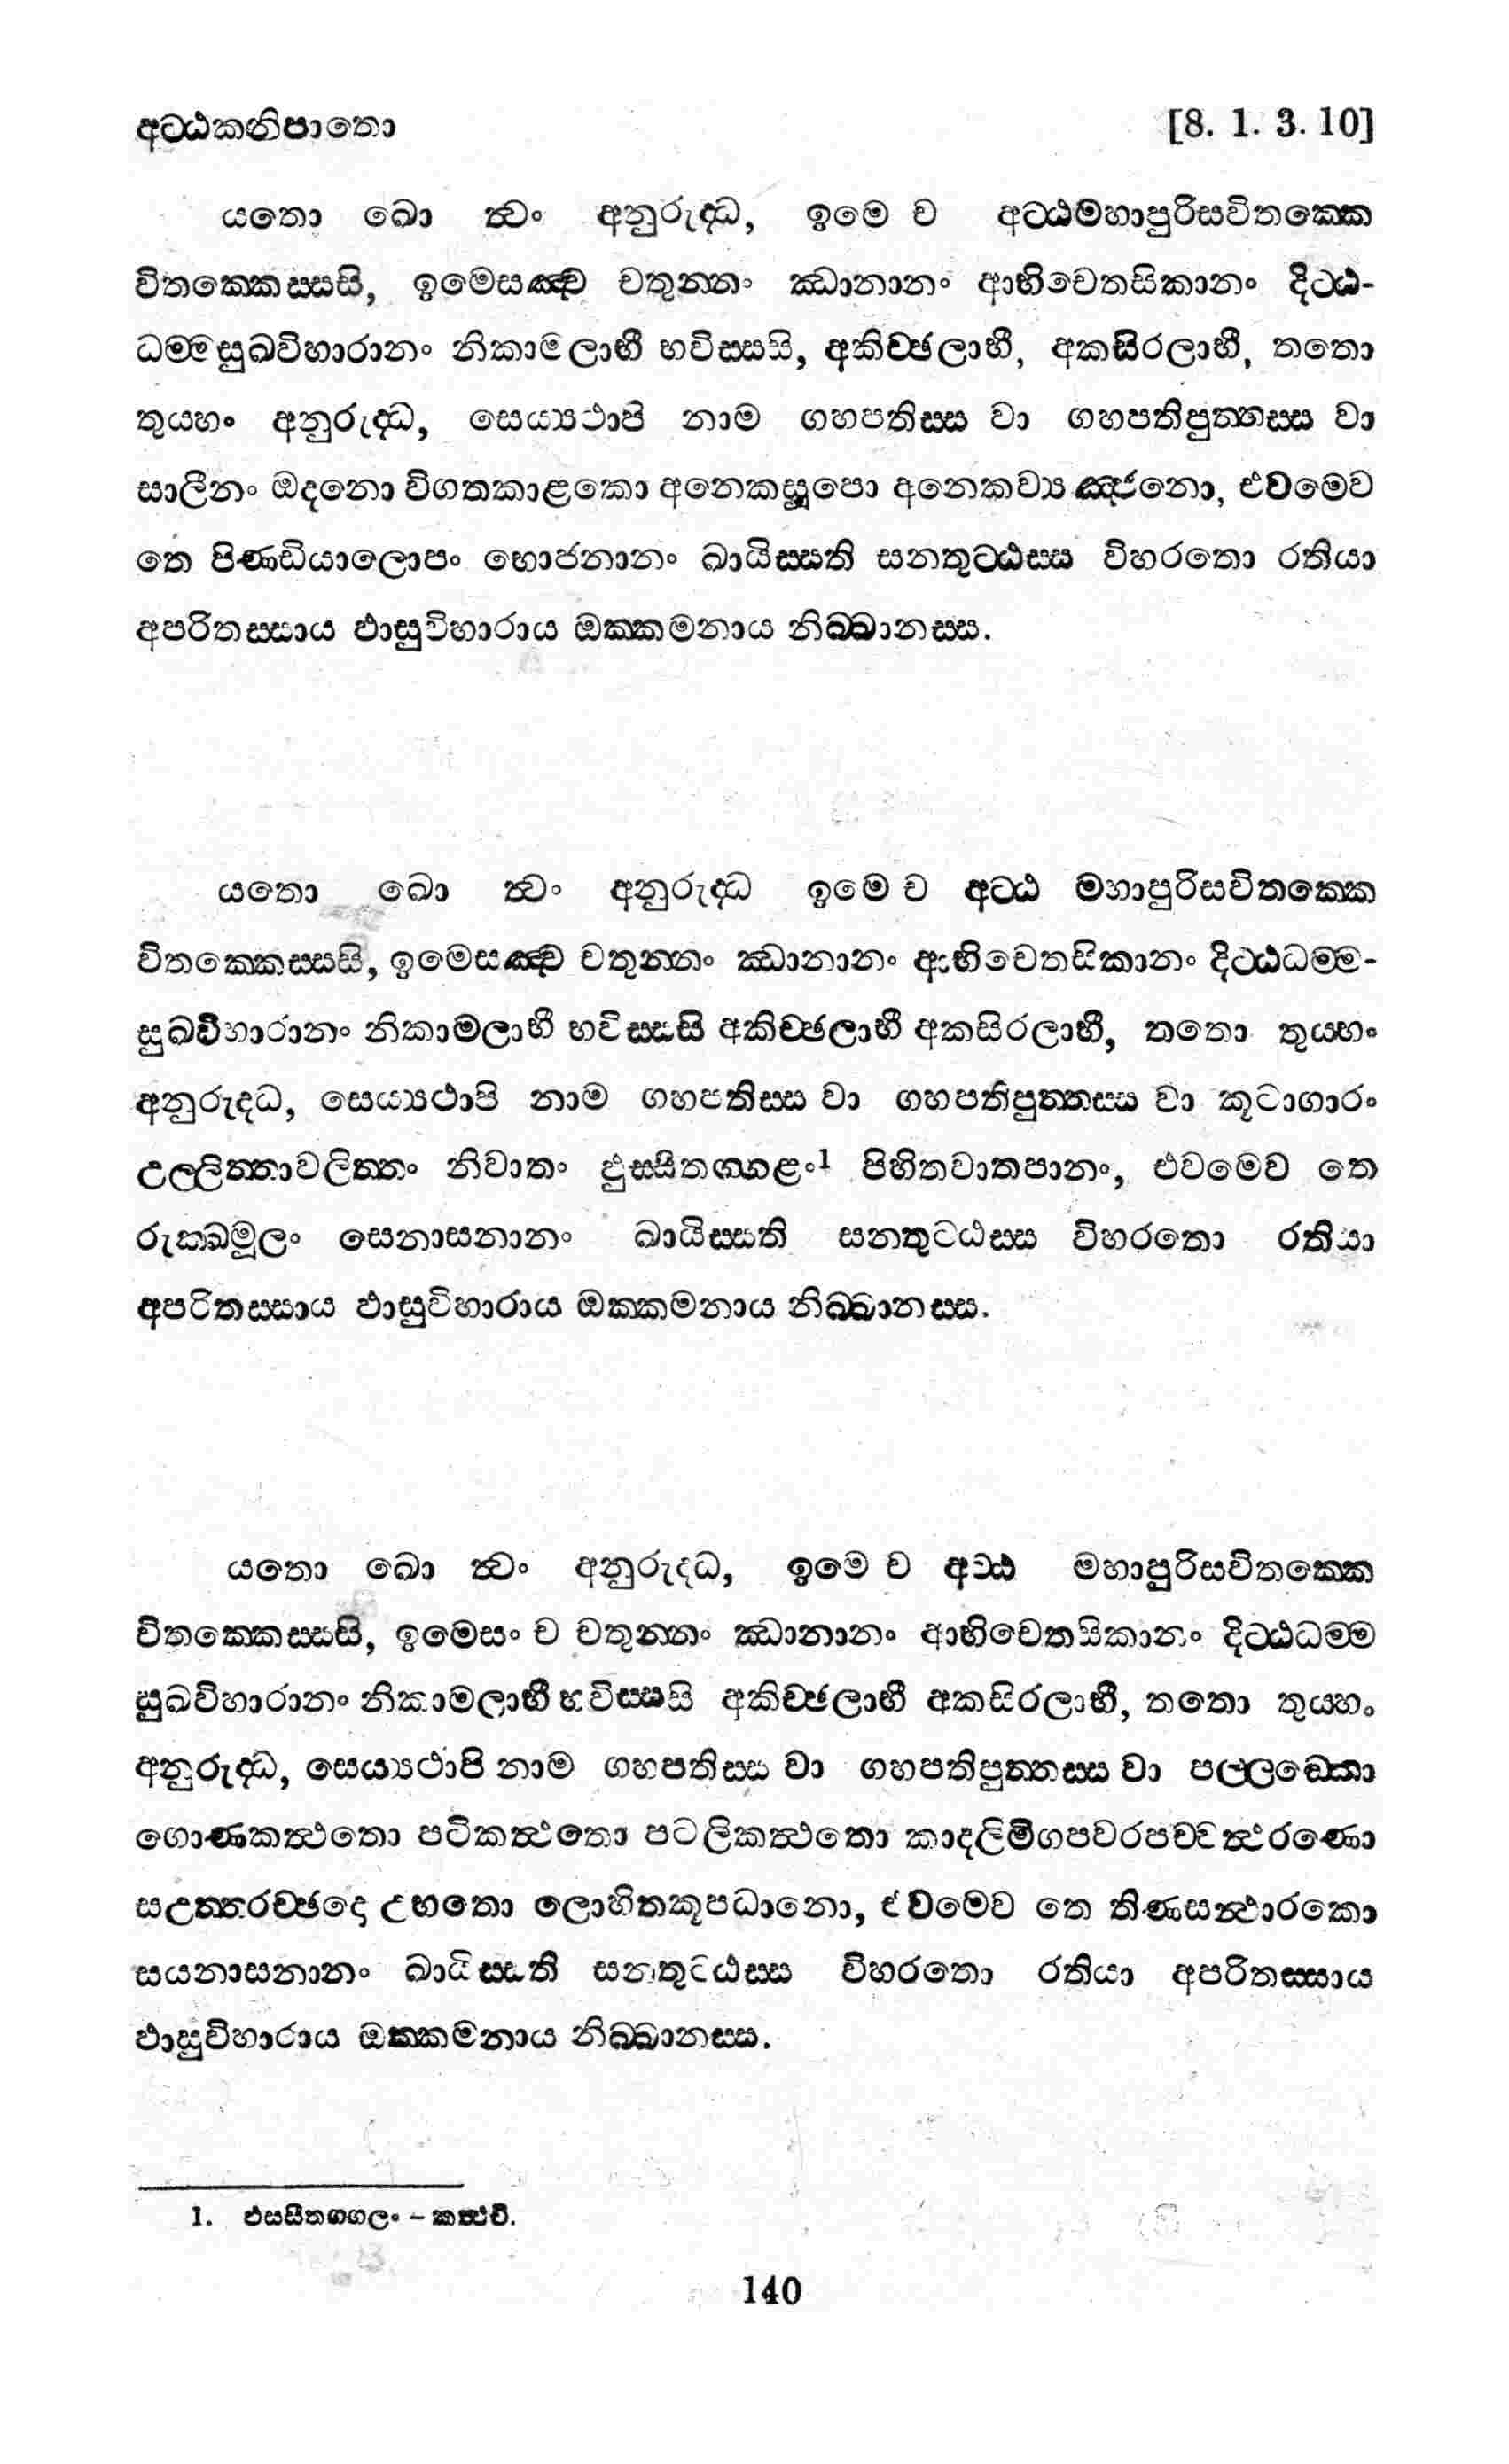 අට්ඨකනිපාතො [8. 1. 3. 10]
යතො ඛො ත්වං අනුරුද්ධ, ඉමෙ ච අට්ඨමහාපුරිසවිතක්කෙ
විතක්කෙස්සසි, ඉමෙසඤ්ච චතුන්නං ඣානානං ආභිචෙතසිකානං දිට්ඨ-
ධම්මසුඛවිහාරානං නිකාමලාභී භවිස්සසි, අකිච්ඡලාභී, අකසිරලාභී, තතො
තුය්හං අනුරුද්ධ, සෙය්‍යථාපි නාම ගහපතිස්ස වා ගහපතිපුත්තස්ස වා
සාලීනං ඔදනො විගතකාළකො අනෙකසූපො අනෙකව්‍යඤ්ජනො, එවමෙව
තෙ පිණ්ඩියාලොපං භොජනානං ඛායිස්සති සන්තුට්ඨස්ස විහරතො රතියා
අපරිතස්සාය ඵාසුවිහාරාය ඔක්කමනාය නිබ්බානස්ස.
යතො ඛො ත්වං අනුරුද්ධ ඉමෙ ච අට්ඨ මහාපුරිසවිතක්කෙ
විතක්කෙස්සසි, ඉමෙසඤ්ච චතුන්නං ඣානානං ආභිචෙතසිකානං දිට්ඨධම්ම-
සුඛවිහාරානං නිකාමලාභී භවිස්සසි අකිච්ඡලාභී අකසිරලාභී, තතො තුය්හං
අනුරුද්ධ, සෙය්‍යථාපි නාම ගහපතිස්ස වා ගහපතිපුත්තස්ස වා කූටාගාරං
උල්ලිත්තාවලිත්තං නිවාතං ඵුස්සිතග්ගළං1 පිහිතවාතපානං, එවමෙව තෙ
රුක්ඛමූලං සෙනාසනානං ඛායිස්සති සන්තුට්ඨස්ස විහරතො රතියා
අපරිතස්සාය ඵාසුවිහාරාය ඔක්කමනාය නිබ්බානස්ස.
යතො ඛො ත්වං අනුරුද්ධ, ඉමෙ ච අට්ඨ මහාපුරිසවිතක්කෙ
විතක්කෙස්සසි, ඉමෙසං ච චතුන්නං ඣානානං ආභිචෙතසිකානං දිට්ඨධම්ම
සුඛවිහාරානං නිකාමලාභී භවිස්සසි අකිච්ඡලාභී අකසිරලාභී, තතො තුය්හං
අනුරුද්ධ, සෙය්‍යථාපි නාම ගහපතිස්ස වා ගහපතිපුත්තස්ස වා පල්ලඞ්කො
ගොණකත්ථතො පටිකත්ථතො පටලිකත්ථතො කාදලිමිගපවරපච්චත්ථරණො
සඋත්තරච්ඡදො උභතො ලොහිතකූපධානො, එවමෙව තෙ තිණසන්ථාරකො
සයනාසනානං ඛායිස්සති සන්තුට්ඨස්ස විහරතො රතියා අපරිතස්සාය
ඵාසුවිහාරාය ඔක්කමනාය නිබ්බානස්ස.
1. ඵස්සිතග්ගලං – කත්ථචි.
140